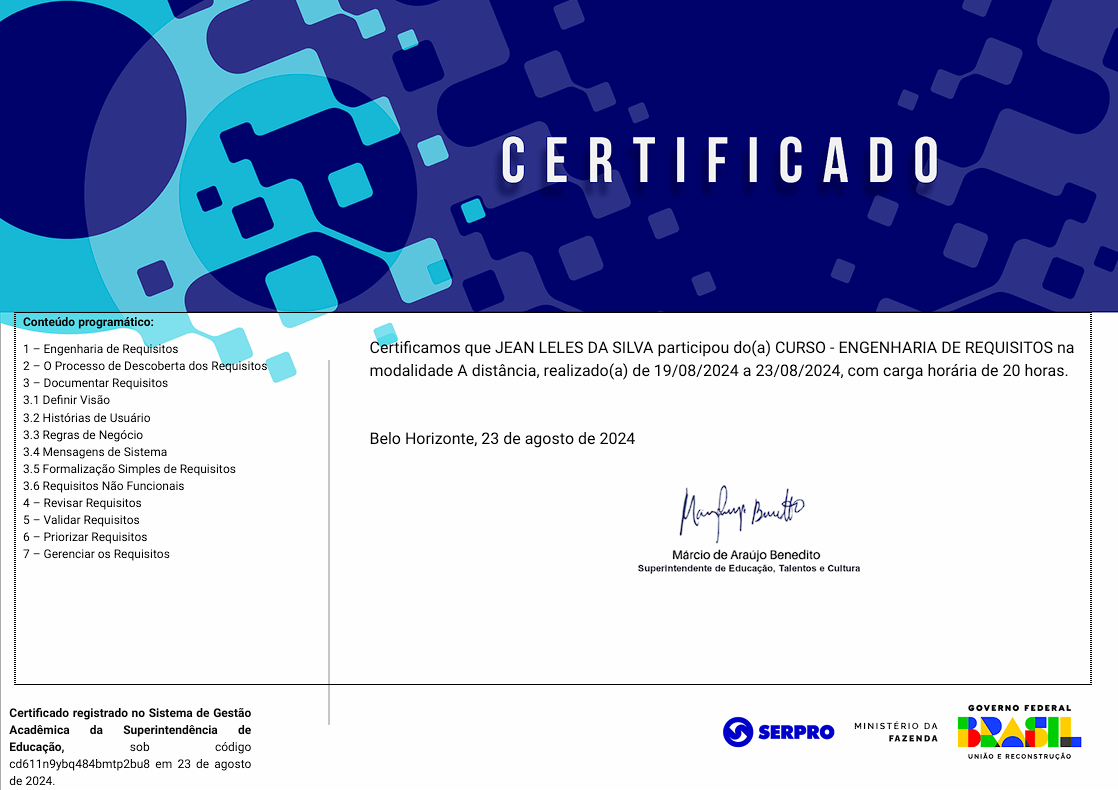 CERTIFICADO
Conteúdo programático:
1 – Engenharia de Requisitos
2 – O Processo de Descoberta dos Requisitos
3 – Documentar Requisitos
3.1 Definir Visão
3.2 Histórias de Usuário
3.3 Regras de Negócio
3.4 Mensagens de Sistema
3.5 Formalização Simples de Requisitos
3.6 Requisitos Não Funcionais
4 – Revisar Requisitos
5 – Validar Requisitos
6 – Priorizar Requisitos
7 – Gerenciar os Requisitos
Certificamos que JEAN LELES DA SILVA participou do(a) CURSO - ENGENHARIA DE REQUISITOS na
modalidade A distância, realizado(a) de 19/08/2024 a 23/08/2024, com carga horária de 20 horas.
Belo Horizonte, 23 de agosto de 2024
Márcio de Araújo Benedito
Superintendente de Educação, Talentos e Cultura
Certificado registrado no Sistema de Gestão
Acadêmica da Superintendência de
Educação, sob código
cd611n9ybq484bmtp2bu8 em 23 de agosto
de 2024.
SERPRO
MINISTÉRIO DA
FAZENDA
GOVERNO FEDERAL
BRASIL
UNIÃO E RECONSTRUÇÃO